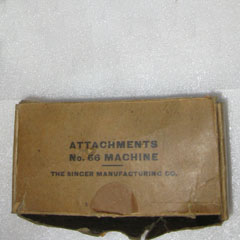 ATTACHMENTS
No. 66 MACHINE
THE SINGER MANUFACTURING CO.